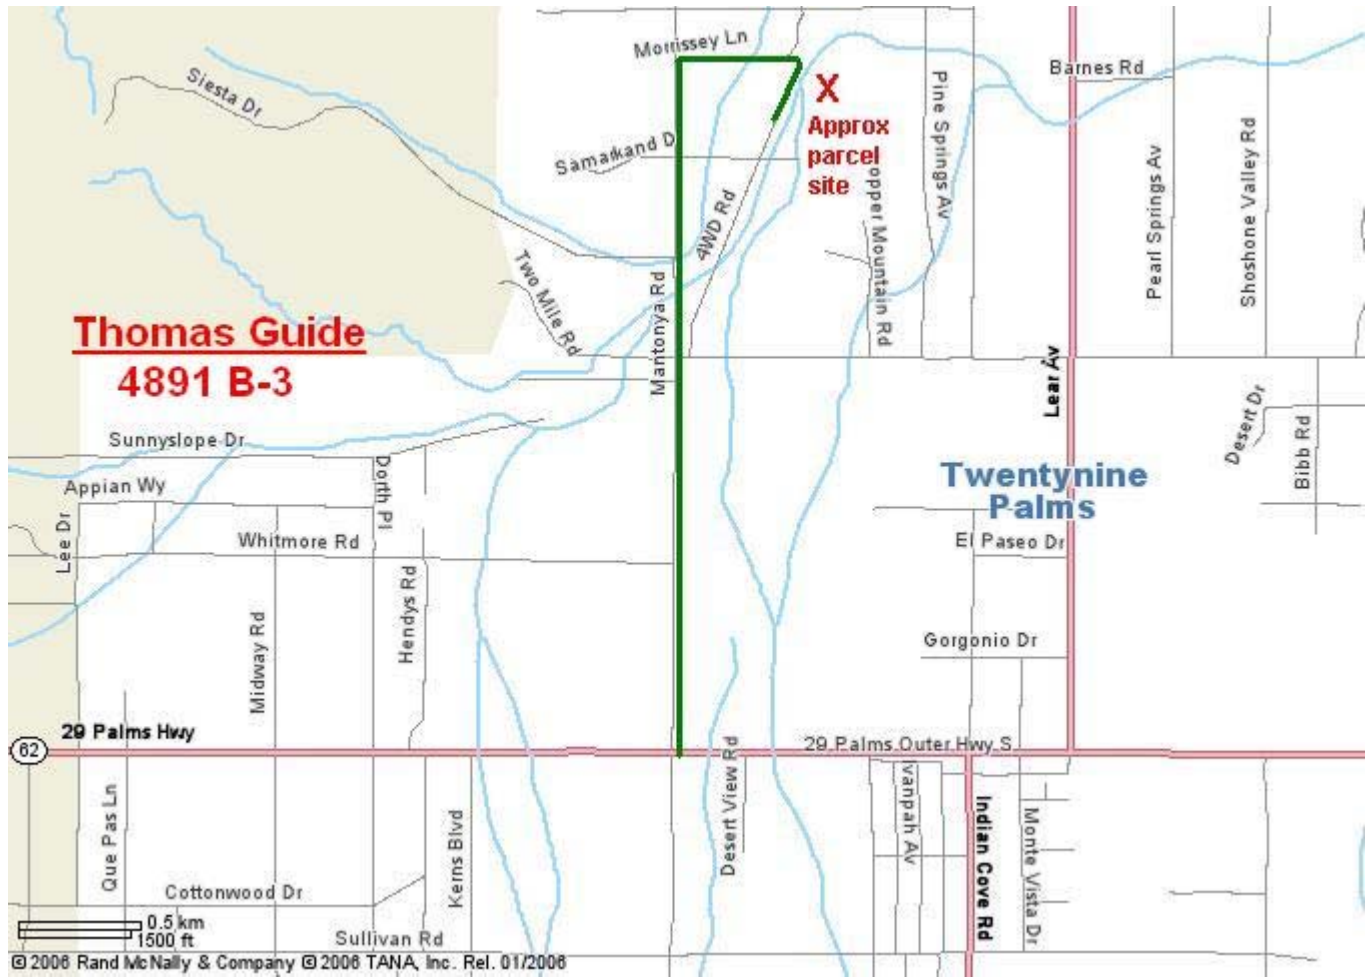 Morrissey Ln
Barnes Rd
Siesta Dr
X
Approx
parcel
site
Pine Springs Av
Samarkand D
4WD Rd
opper Mountain Rd
Pearl Springs Av
Shoshone Valley Rd
Two Mile Rd
Mantonya Rd
Thomas Guide
4891 B-3
Lear Av
Desert Dr
Bibb Rd
Sunnyslope Dr
Dorth Pl
Appian Wy
Twentynine
Palms
Lee Dr
Whitmore Rd
El Paseo Dr
Hendys Rd
Midway Rd
Gorgonio Dr
29 Palms Hwy
62
29 Palms Outer Hwy S
Desert View Rd
Ivanpah Av
Indian Cove Rd
Monte Vista Dr
Que Pas Ln
Kerns Blvd
Cottonwood Dr
0.5 km
1500 ft
Sullivan Rd
© 2006 Rand McNally & Company © 2006 TANA, Inc. Rel. 01/2006